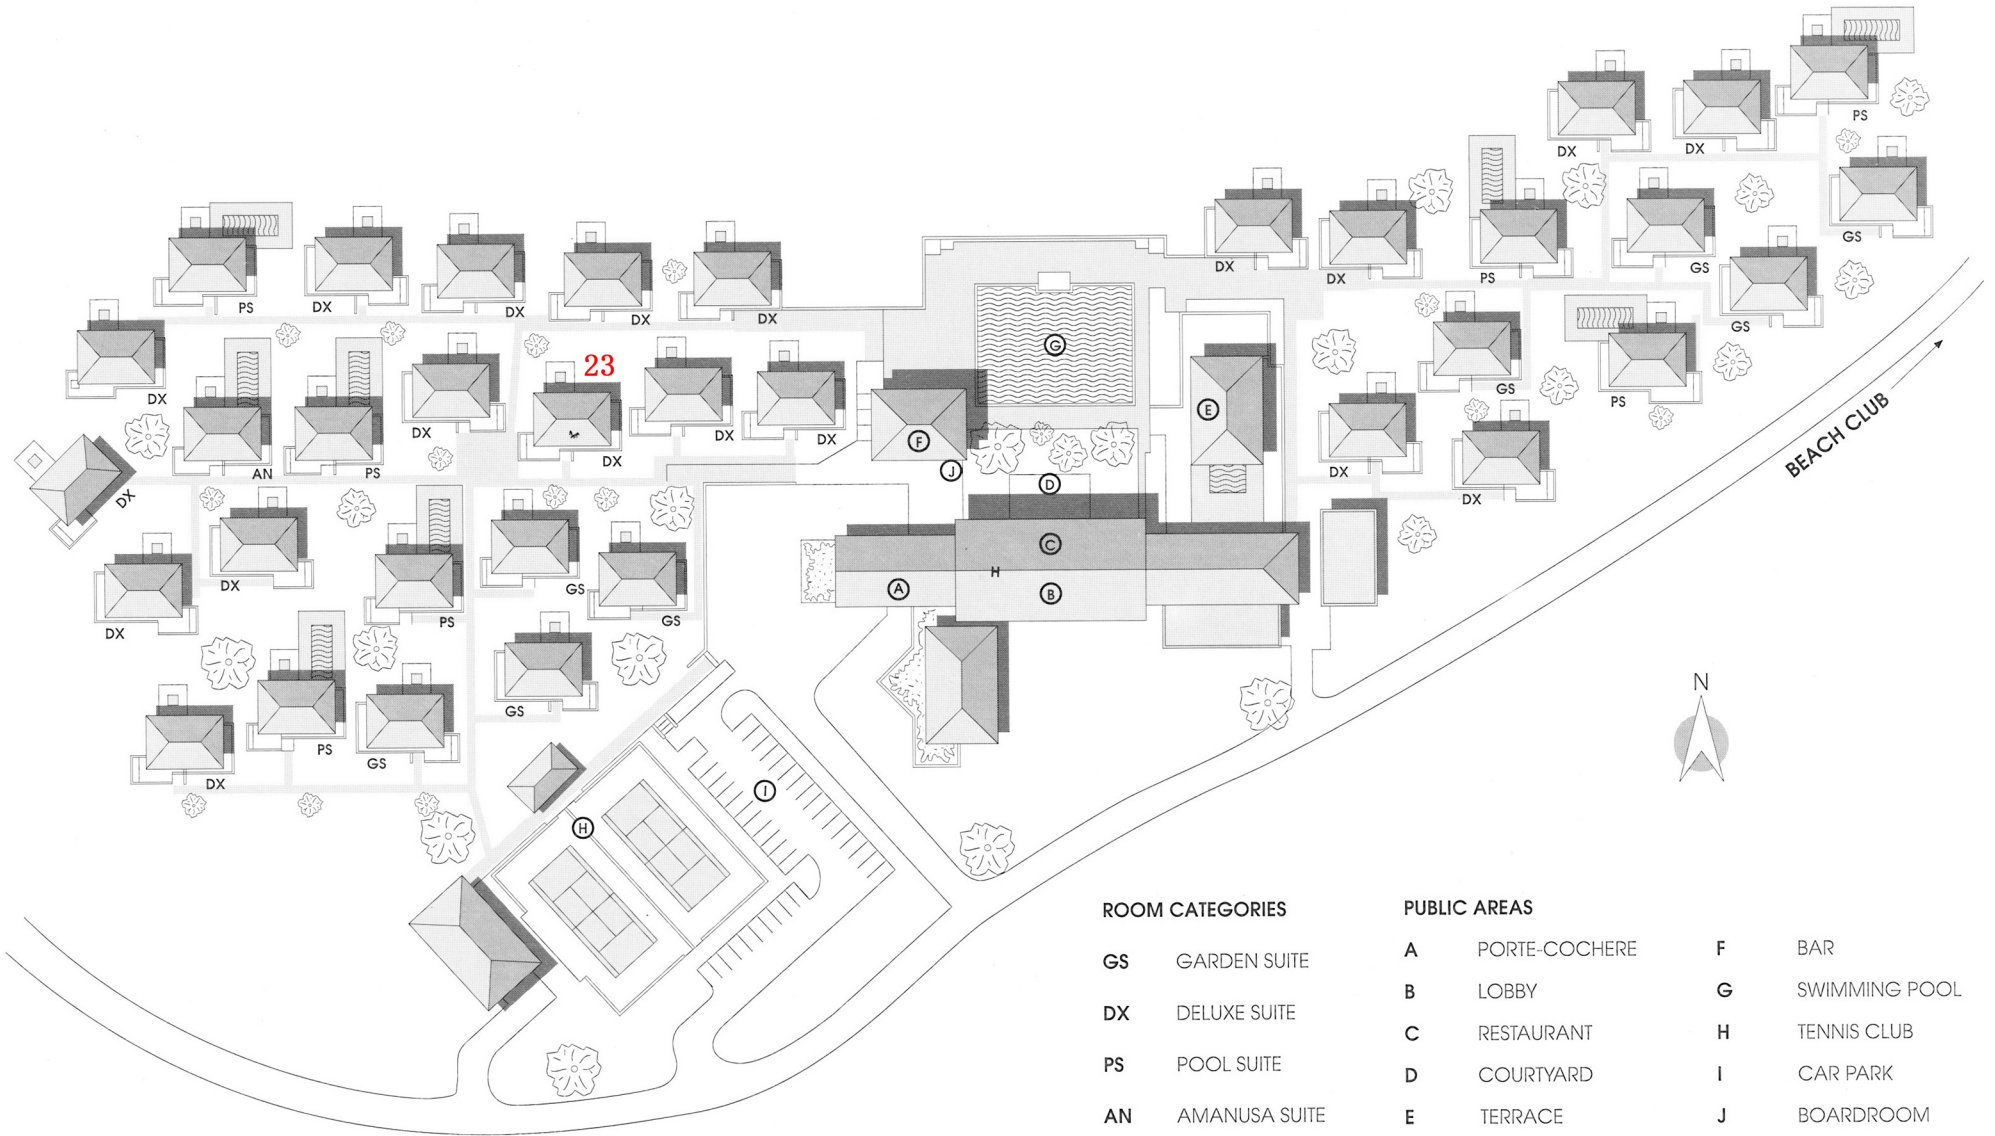 PS
DX
DX
DX
DX
DX
DX
PS
DX
DX
PS
GS
GS
GS
DX
AN
PS
DX
23
DX
DX
DX
DX
DX
PS
GS
GS
DX
GS
DX
PS
GS
DX
GS
PS
DX
DX
G
E
F
J
D
C
H
A
B
I
H
BEACH CLUB
N
ROOM CATEGORIES
GS GARDEN SUITE
DX DELUXE SUITE
PS POOL SUITE
AN AMANUSA SUITE
PUBLIC AREAS
A PORTE-COCHERE
B LOBBY
C RESTAURANT
D COURTYARD
E TERRACE
F BAR
G SWIMMING POOL
H TENNIS CLUB
I CAR PARK
J BOARDROOM